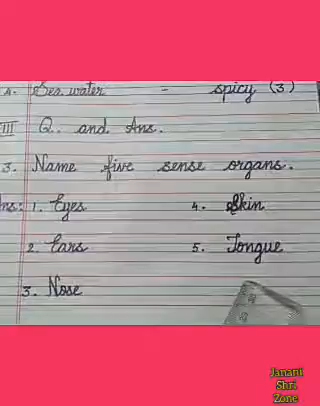 4. Sea water - spicy (3)
III Q. and Ans.
3. Name five sense organs.
Ans: 1. Eyes 4. Skin
2. Ears 5. Tongue
3. Nose
Janani
Shri
Zone